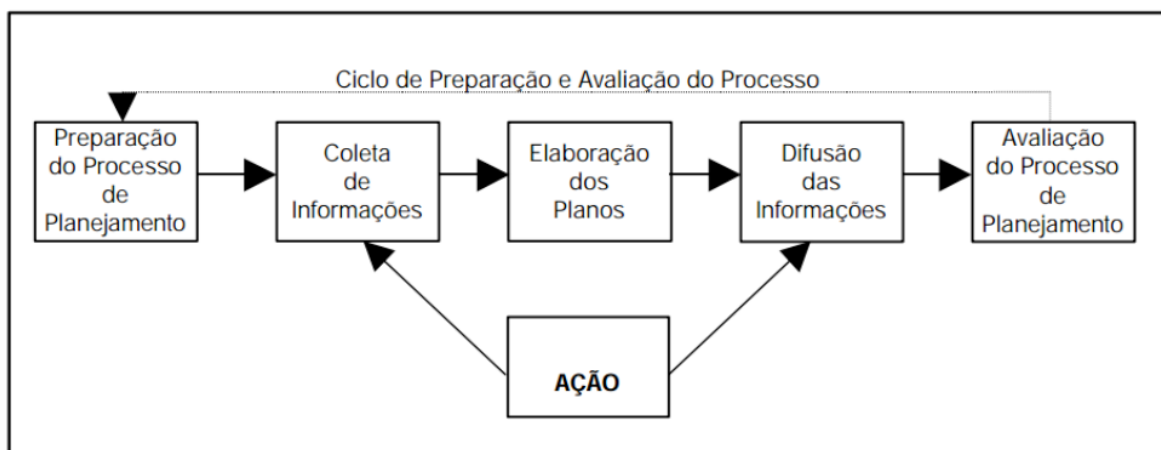 Ciclo de Preparação e Avaliação do Processo
Preparação
do Processo
de
Planejamento
Coleta
de
Informações
Elaboração
dos
Planos
Difusão
das
Informações
Avaliação
do Processo
de
Planejamento
AÇÃO